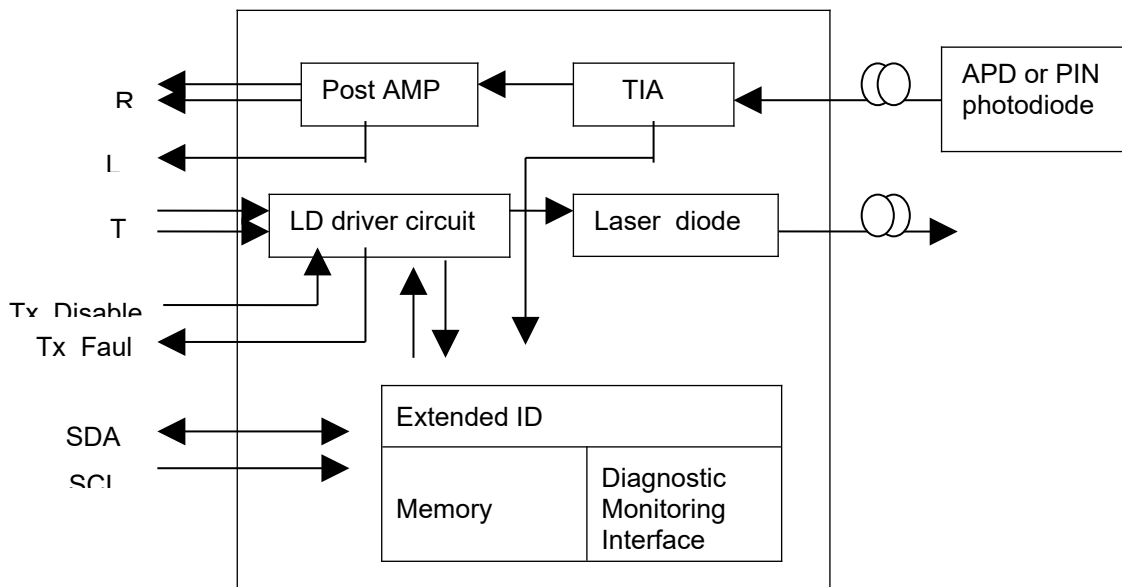 Post AMP
TIA
APD or PIN
photodiode
R
L
T
LD driver circuit
Laser diode
Tx Disable
Tx Faul
Extended ID
SDA
SCL
Memory
Diagnostic
Monitoring
Interface